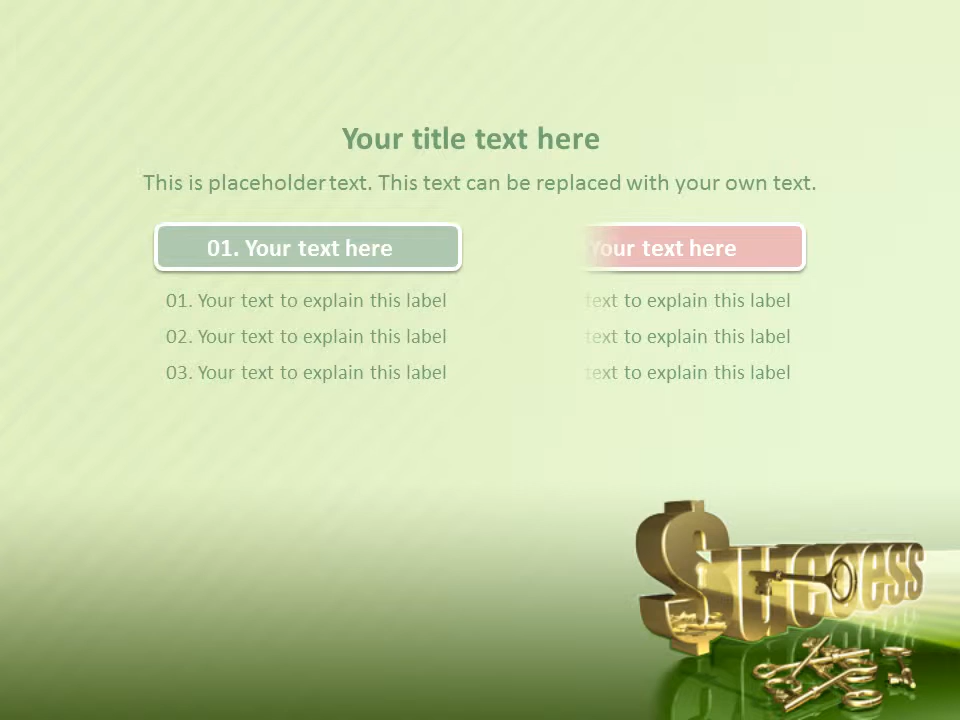 Your title text here
This is placeholder text. This text can be replaced with your own text.
01. Your text here
Your text here
01. Your text to explain this label
text to explain this label
02. Your text to explain this label
text to explain this label
03. Your text to explain this label
text to explain this label
$uccess